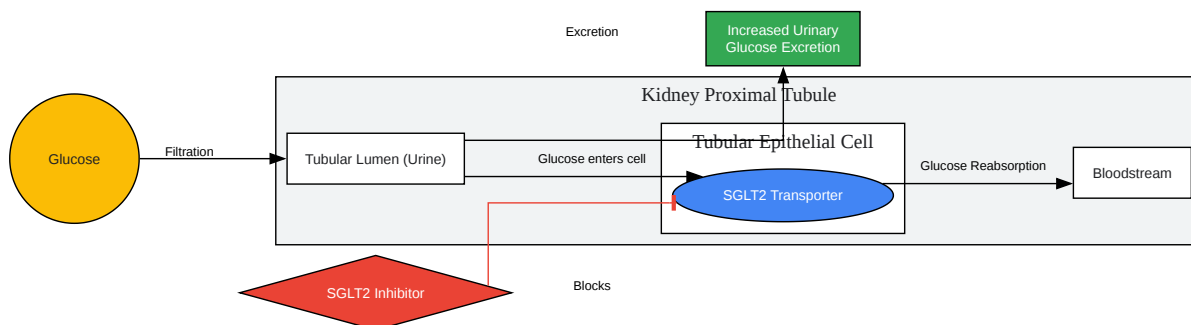 Excretion
Increased Urinary
Glucose Excretion
Kidney Proximal Tubule
Tubular Epithelial Cell
Glucose
Filtration
Tubular Lumen (Urine)
Glucose enters cell
SGLT2 Transporter
Glucose Reabsorption
Bloodstream
SGLT2 Inhibitor
Blocks